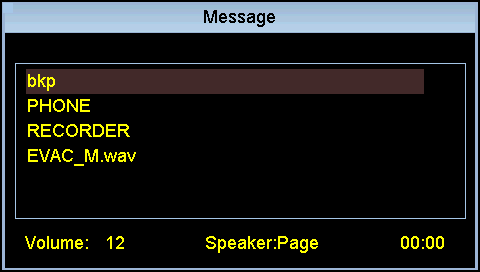 Message
bkp
PHONE
RECORDER
EVAC_M.wav
Volume: 12 Speaker:Page 00:00